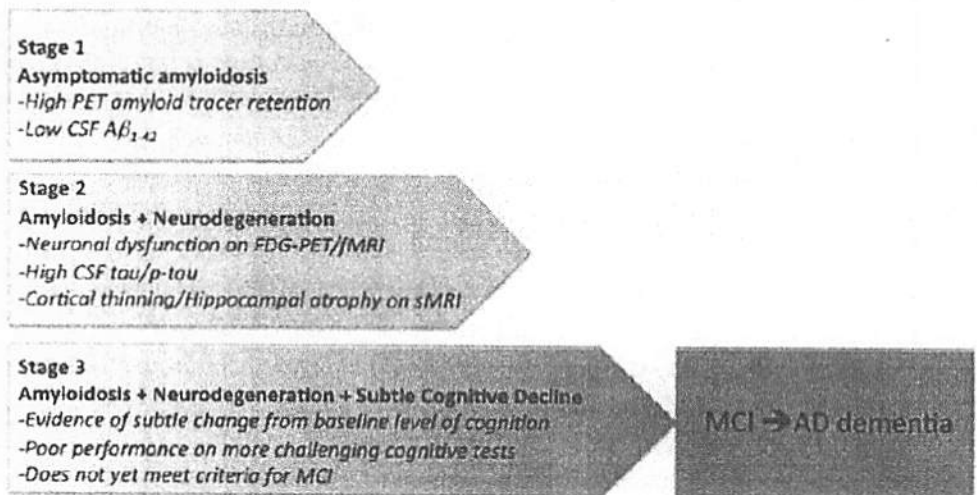 Stage 1
Asymptomatic amyloidosis
-High PET amyloid tracer retention
-Low CSF Aβ1-42
Stage 2
Amyloidosis + Neurodegeneration
-Neuronal dysfunction on FDG-PET/fMRI
-High CSF tau/p-tau
-Cortical thinning/Hippocampal atrophy on sMRI
Stage 3
Amyloidosis + Neurodegeneration + Subtle Cognitive Decline
-Evidence of subtle change from baseline level of cognition
-Poor performance on more challenging cognitive tests
-Does not yet meet criteria for MCI
MCI → AD dementia